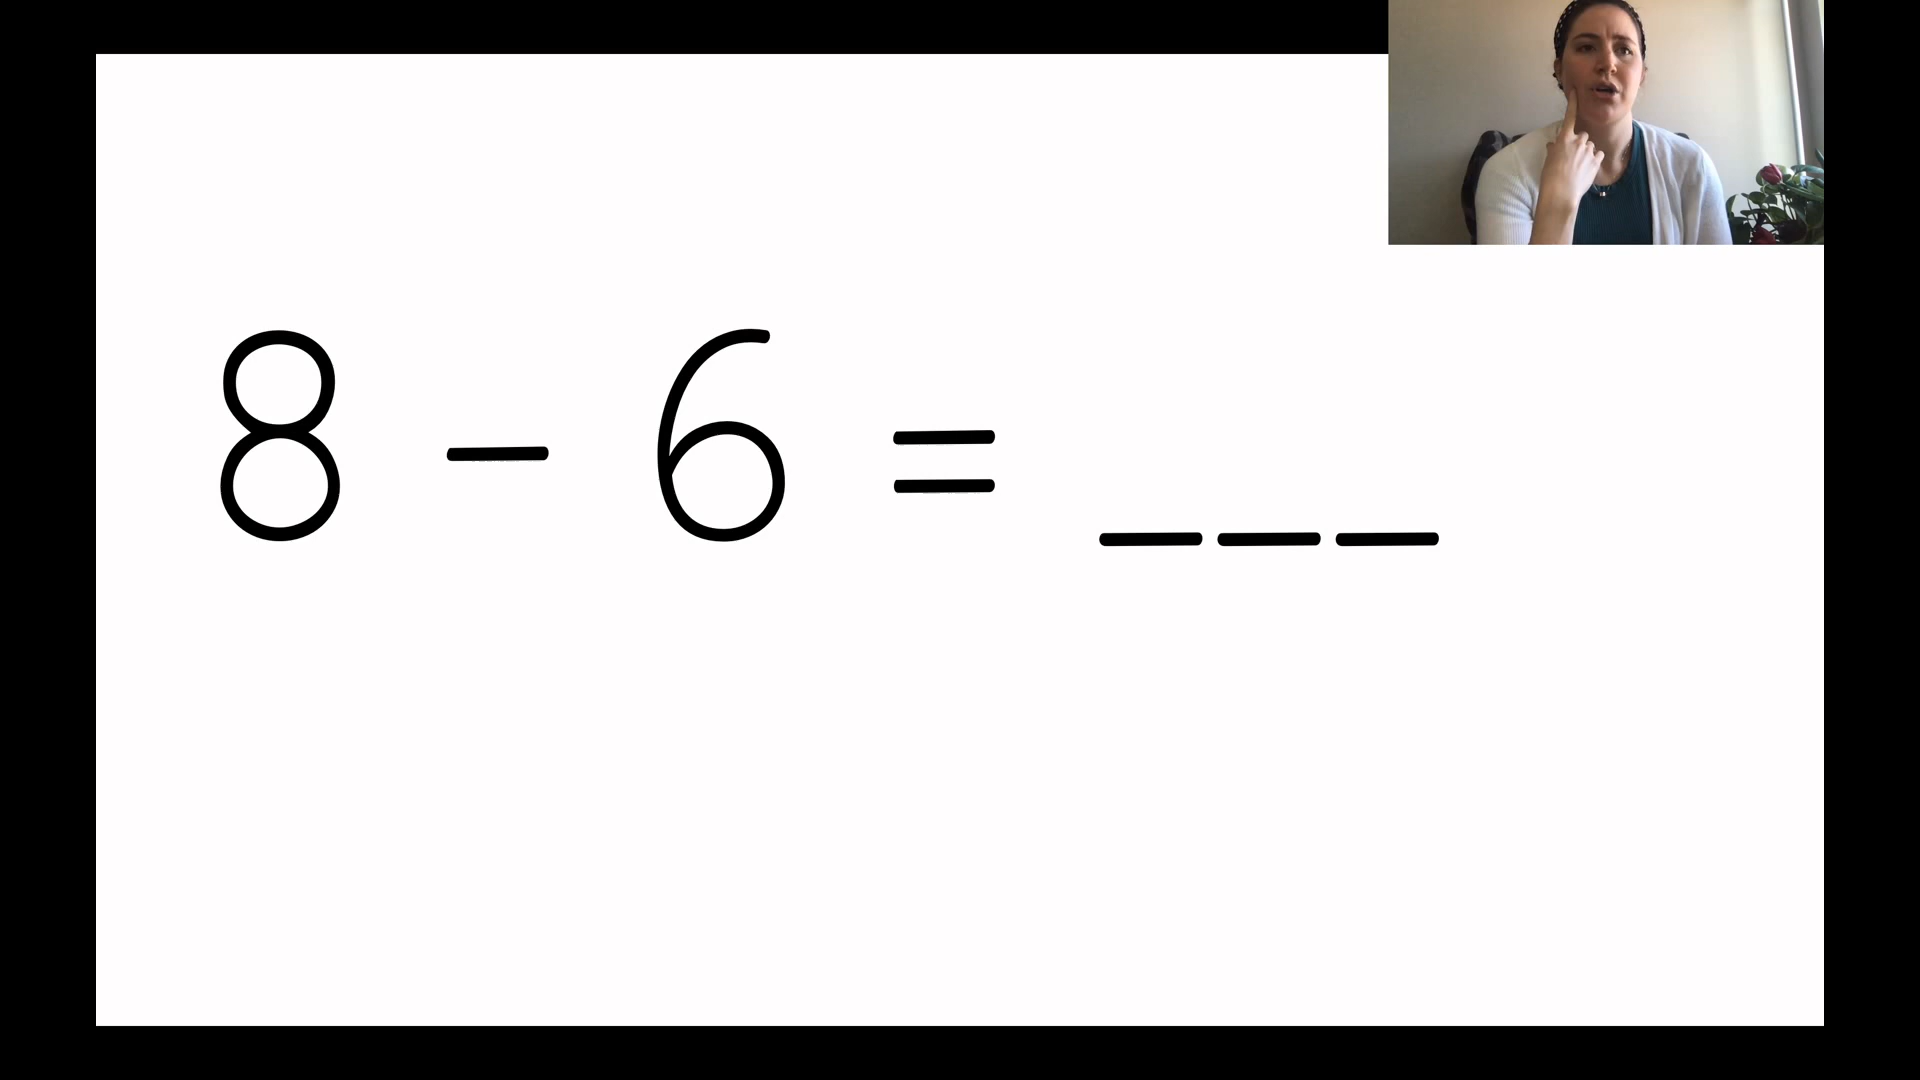 8 - 6 = ___